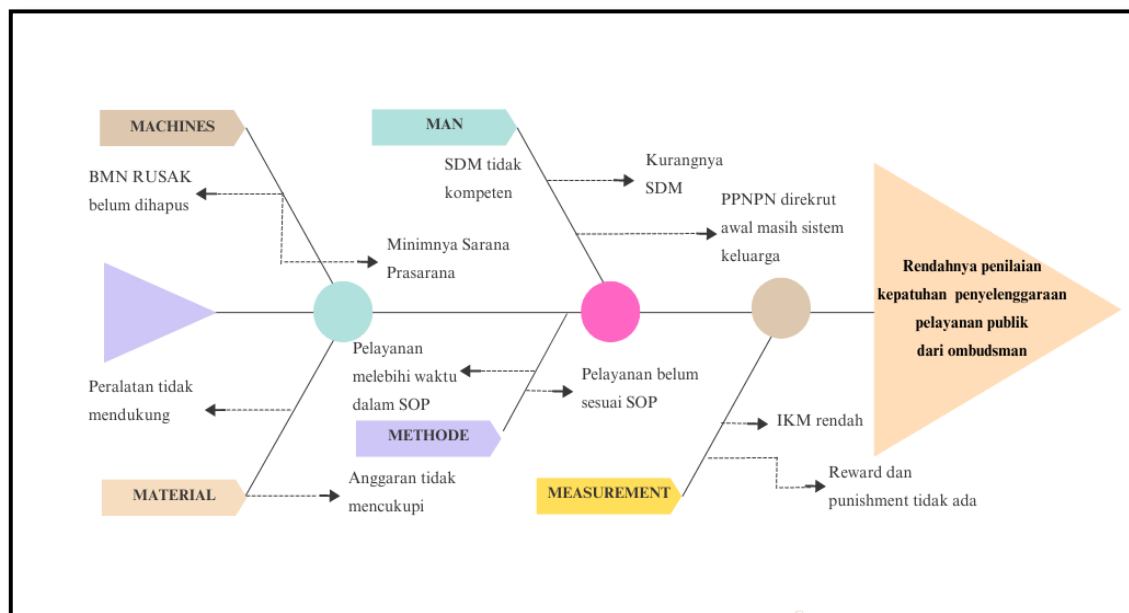 MACHINES
BMN RUSAK
belum dihapus
Minimnya Sarana
Prasarana
MAN
SDM tidak
kompeten
Kurangnya
SDM
PPNPN direkrut
awal masih sistem
keluarga
Rendahnya penilaian
kepatuhan penyelenggaraan
pelayanan publik
dari ombudsman
Peralatan tidak
mendukung
MATERIAL
Anggaran tidak
mencukupi
Pelayanan
melebihi waktu
dalam SOP
METHODE
Pelayanan belum
sesuai SOP
MEASUREMENT
IKM rendah
Reward dan
punishment tidak ada